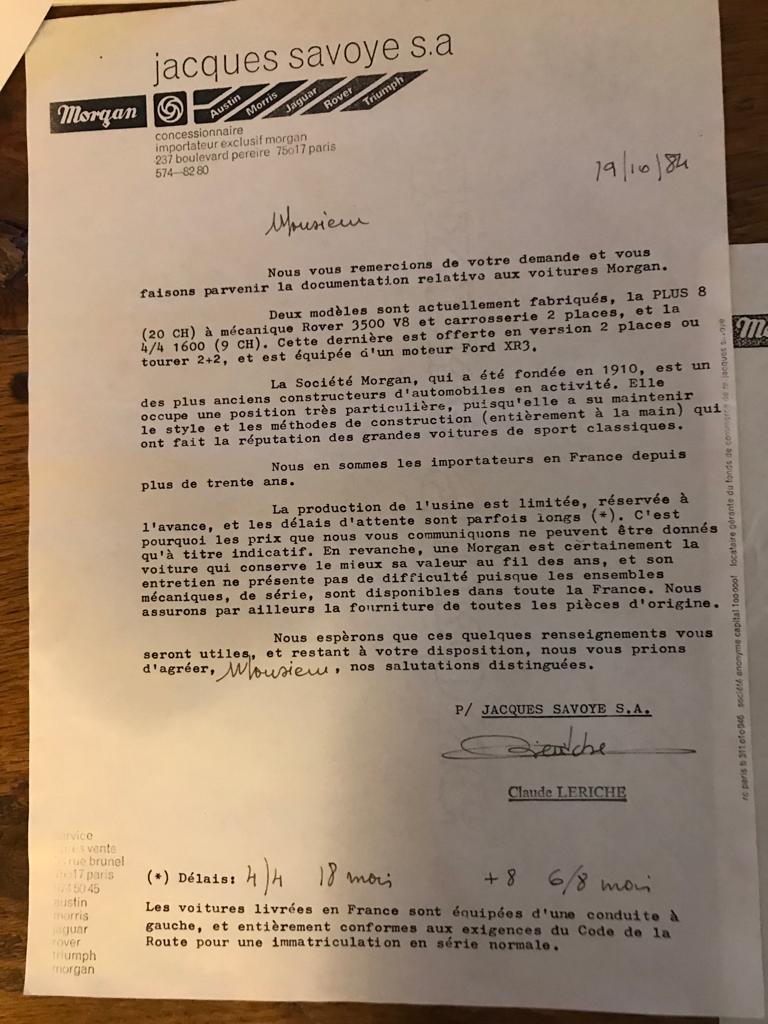 jacques savoye s.a
Morgan Austin Morris Jaguar Rover Triumph
concessionnaire
importateur exclusif morgan
237 boulevard pereire 75017 paris
574-82 80
19/10/84
Monsieur
Nous vous remercions de votre demande et vous
faisons parvenir la documentation relative aux voitures Morgan.
Deux modèles sont actuellement fabriqués, la PLUS 8
(20 CH) à mécanique Rover 3500 V8 et carrosserie 2 places, et la
4/4 1600 (9 CH). Cette dernière est offerte en version 2 places ou
tourer 2+2, et est équipée d'un moteur Ford XR3.
La Société Morgan, qui a été fondée en 1910, est un
des plus anciens constructeurs d'automobiles en activité. Elle
occupe une position très particulière, puisqu'elle a su maintenir
le style et les méthodes de construction (entièrement à la main) qui
ont fait la réputation des grandes voitures de sport classiques.
Nous en sommes les importateurs en France depuis
plus de trente ans.
La production de l'usine est limitée, réservée à
l'avance, et les délais d'attente sont parfois longs (*). C'est
pourquoi les prix que nous vous communiquons ne peuvent être donnés
qu'à titre indicatif. En revanche, une Morgan est certainement la
voiture qui conserve le mieux sa valeur au fil des ans, et son
entretien ne présente pas de difficulté puisque les ensembles
mécaniques, de série, sont disponibles dans toute la France. Nous
assurons par ailleurs la fourniture de toutes les pièces d'origine.
Nous espèrons que ces quelques renseignements vous
seront utiles, et restant à votre disposition, nous vous prions
d'agréer, Monsieur, nos salutations distinguées.
P/ JACQUES SAVOYE S.A.
Claude LERICHE
vente
rue brunel
paris
austin
morris
jaguar
rover
triumph
morgan
(*) Délais: 4/4 18 mois +8 6/8 mois
Les voitures livrées en France sont équipées d'une conduite à
gauche, et entièrement conformes aux exigences du Code de la
Route pour une immatriculation en série normale.
société anonyme capital locataire gérante du fonds de